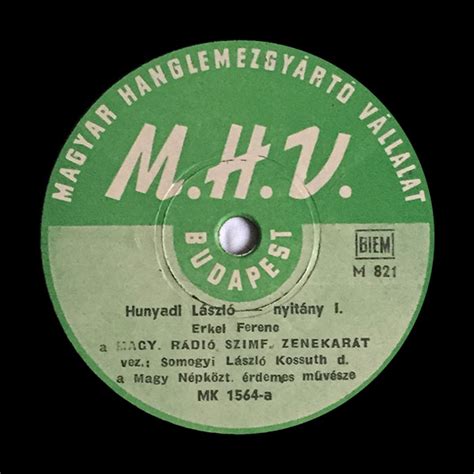 MAGYAR HANGLEMEZGYÁRTÓ VÁLLALAT
M.H.V.
BUDAPEST
BIEM
M 821
Hunyadi László — nyitány I.
Erkel Ferenc
a MAGY. RÁDIÓ SZIMF. ZENEKARÁT
vez.: Somogyi László Kossuth d.
a Magy Népközt. érdemes művésze
MK 1564-a